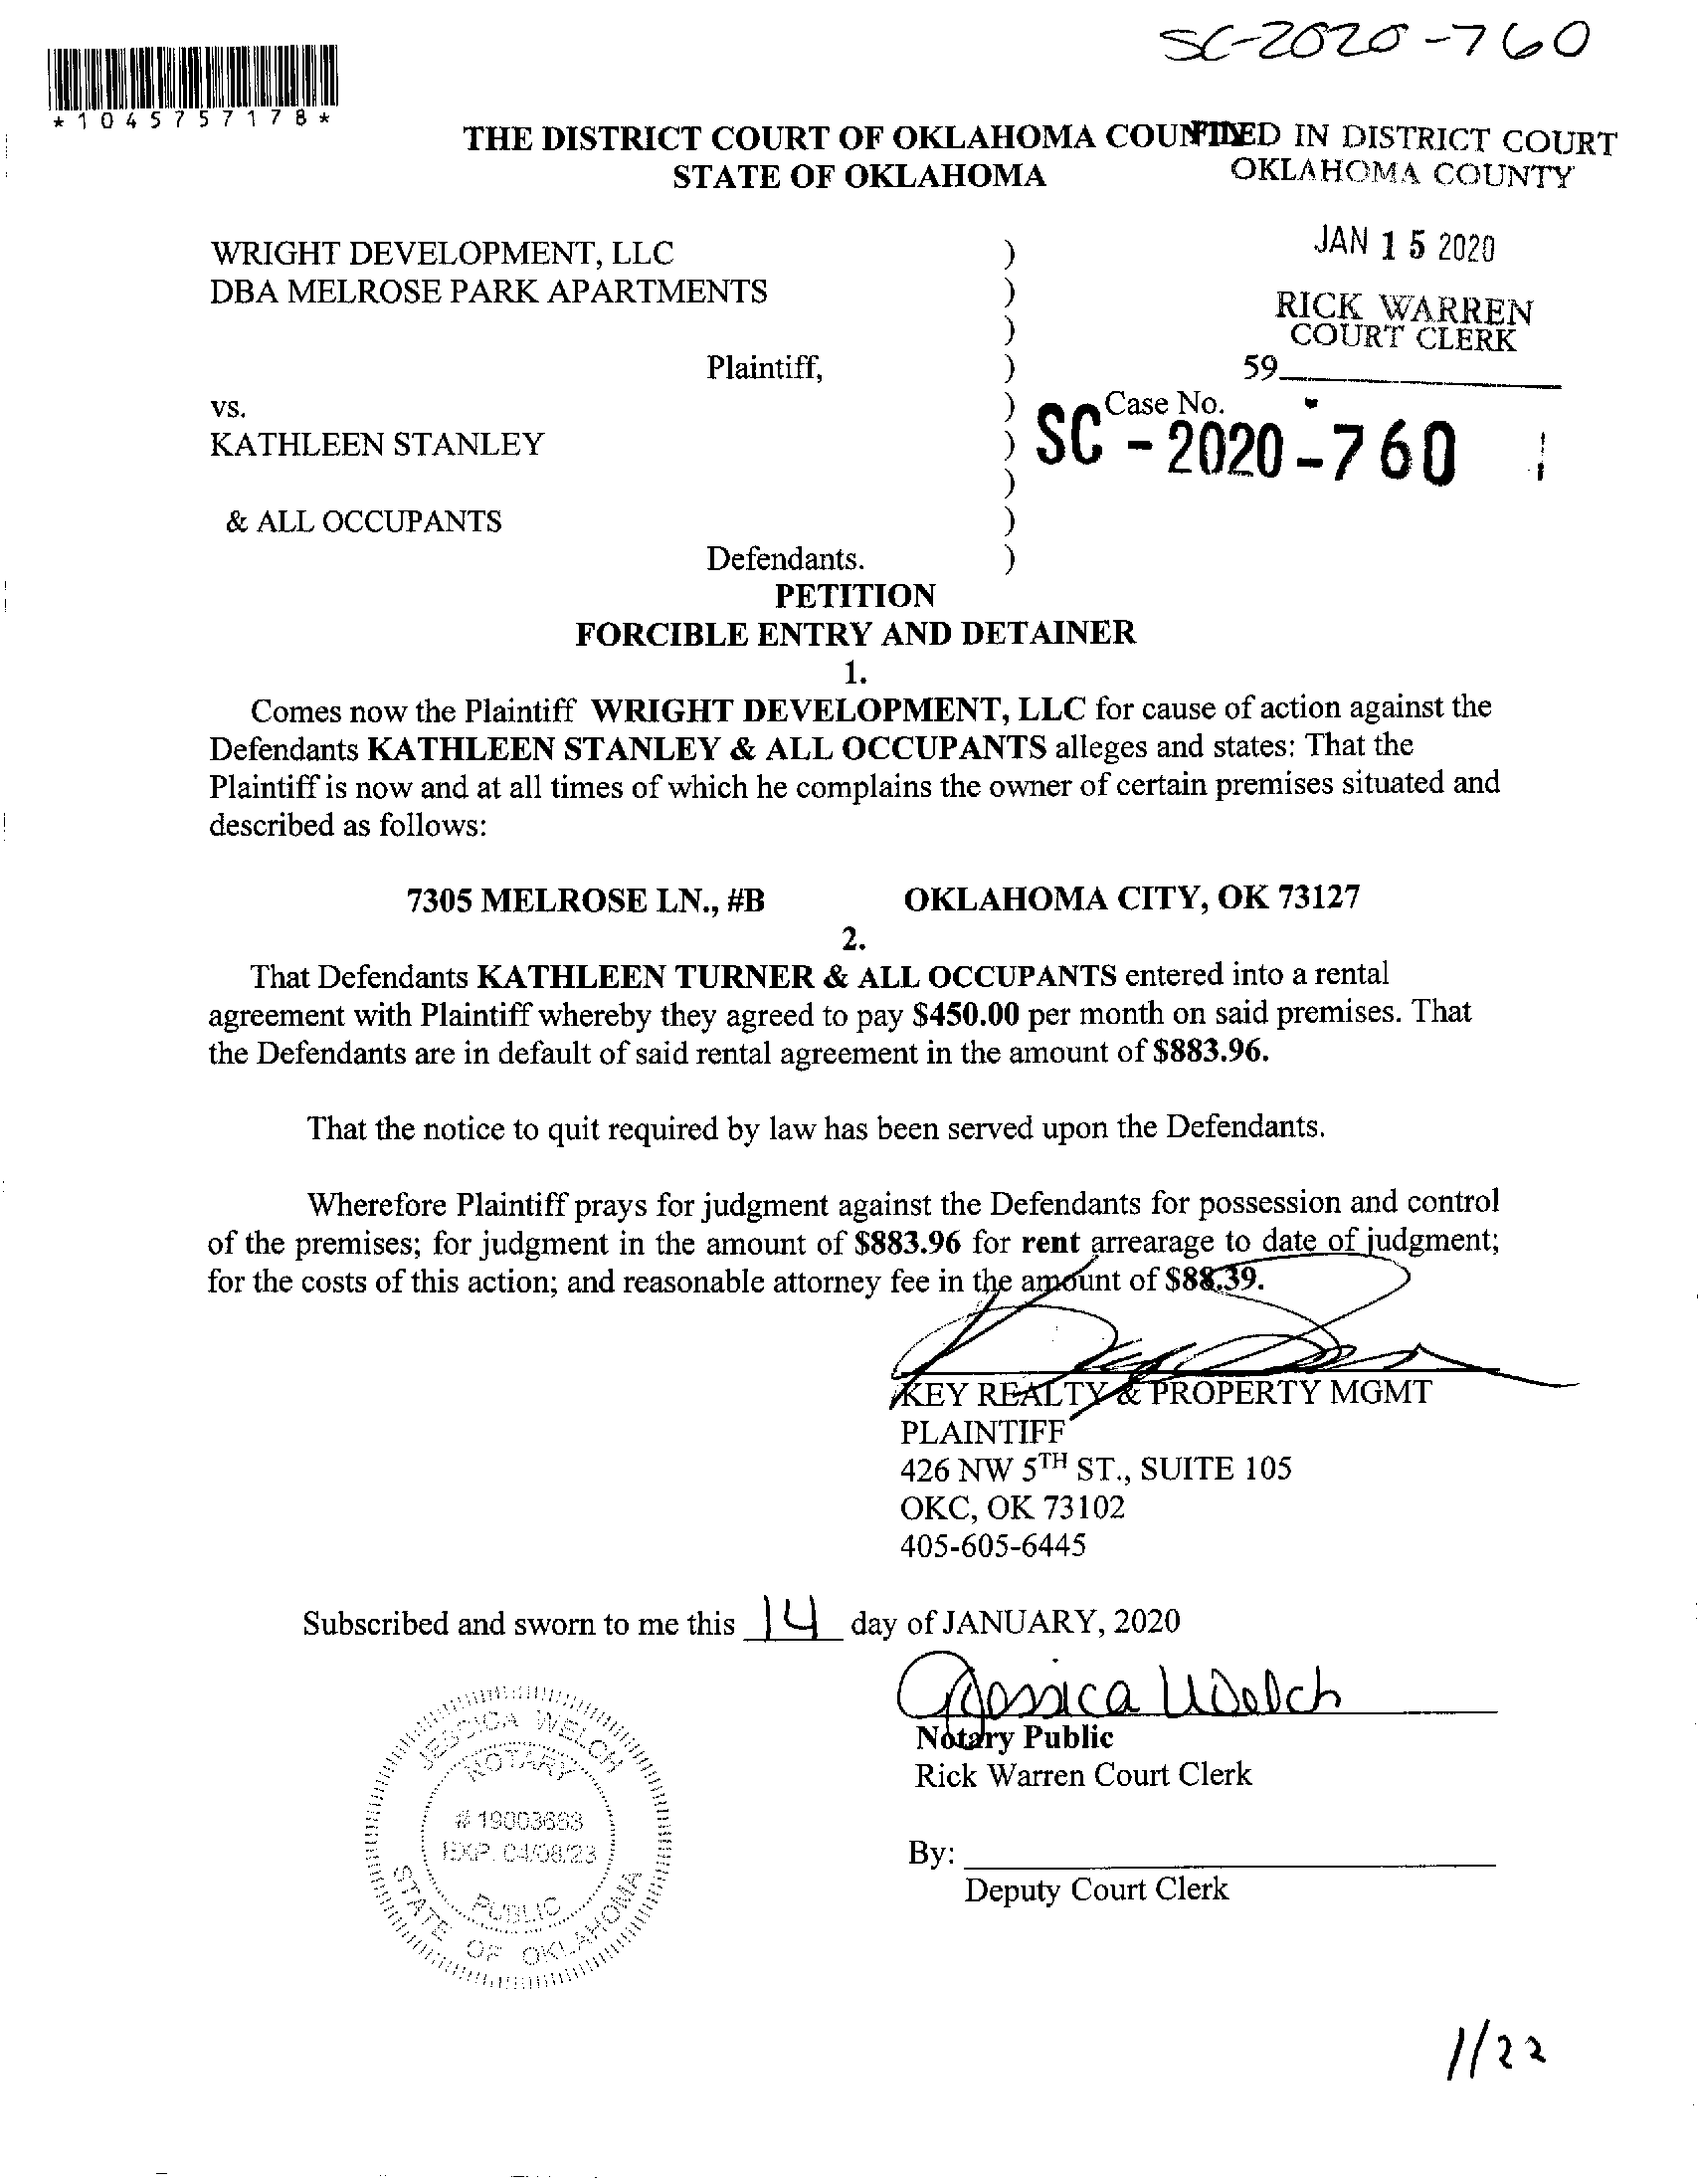 SC-2020-760
*1045757178*
THE DISTRICT COURT OF OKLAHOMA COUNTY
STATE OF OKLAHOMA
FILED IN DISTRICT COURT
OKLAHOMA COUNTY
JAN 15 2020
RICK WARREN
COURT CLERK
59
WRIGHT DEVELOPMENT, LLC )
DBA MELROSE PARK APARTMENTS )
)
Plaintiff, )
vs. ) Case No.
KATHLEEN STANLEY ) SC-2020-760
)
& ALL OCCUPANTS )
Defendants. )
PETITION
FORCIBLE ENTRY AND DETAINER
1.
Comes now the Plaintiff WRIGHT DEVELOPMENT, LLC for cause of action against the
Defendants KATHLEEN STANLEY & ALL OCCUPANTS alleges and states: That the
Plaintiff is now and at all times of which he complains the owner of certain premises situated and
described as follows:
7305 MELROSE LN., #B OKLAHOMA CITY, OK 73127
2.
That Defendants KATHLEEN TURNER & ALL OCCUPANTS entered into a rental
agreement with Plaintiff whereby they agreed to pay $450.00 per month on said premises. That
the Defendants are in default of said rental agreement in the amount of $883.96.
That the notice to quit required by law has been served upon the Defendants.
Wherefore Plaintiff prays for judgment against the Defendants for possession and control
of the premises; for judgment in the amount of $883.96 for rent arrearage to date of judgment;
for the costs of this action; and reasonable attorney fee in the amount of $88.39.
KEY REALTY & PROPERTY MGMT
PLAINTIFF
426 NW 5TH ST., SUITE 105
OKC, OK 73102
405-605-6445
Subscribed and sworn to me this 14 day of JANUARY, 2020
Jessica Welch
Notary Public
Rick Warren Court Clerk
By:
Deputy Court Clerk
JESSICA WELCH
NOTARY
EXP. 04/08/23
PUBLIC
STATE OF OKLAHOMA
1/22